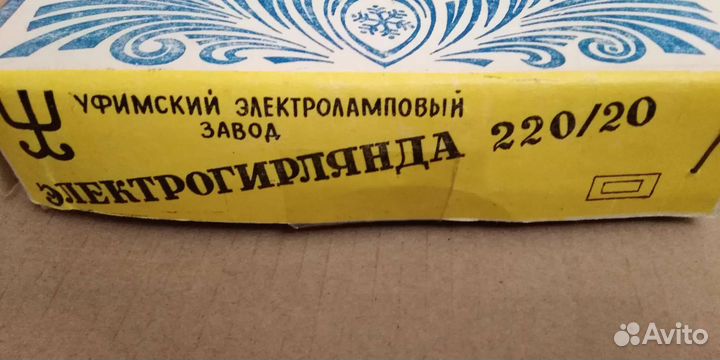 УФИМСКИЙ ЭЛЕКТРОЛАМПОВЫЙ
ЗАВОД
ЭЛЕКТРОГИРЛЯНДА 220/20
Avito